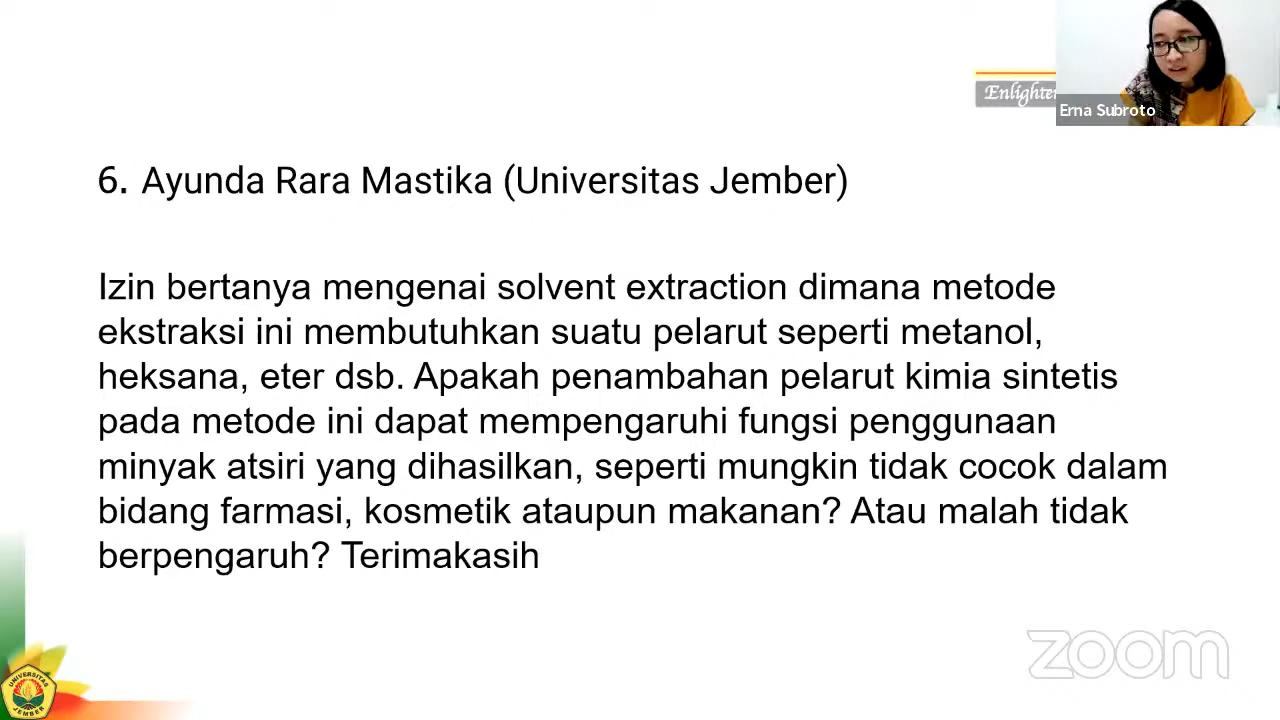 Enlighten
Erna Subroto
6. Ayunda Rara Mastika (Universitas Jember)
Izin bertanya mengenai solvent extraction dimana metode
ekstraksi ini membutuhkan suatu pelarut seperti metanol,
heksana, eter dsb. Apakah penambahan pelarut kimia sintetis
pada metode ini dapat mempengaruhi fungsi penggunaan
minyak atsiri yang dihasilkan, seperti mungkin tidak cocok dalam
bidang farmasi, kosmetik ataupun makanan? Atau malah tidak
berpengaruh? Terimakasih
zoom
UNIVERSITAS
JEMBER